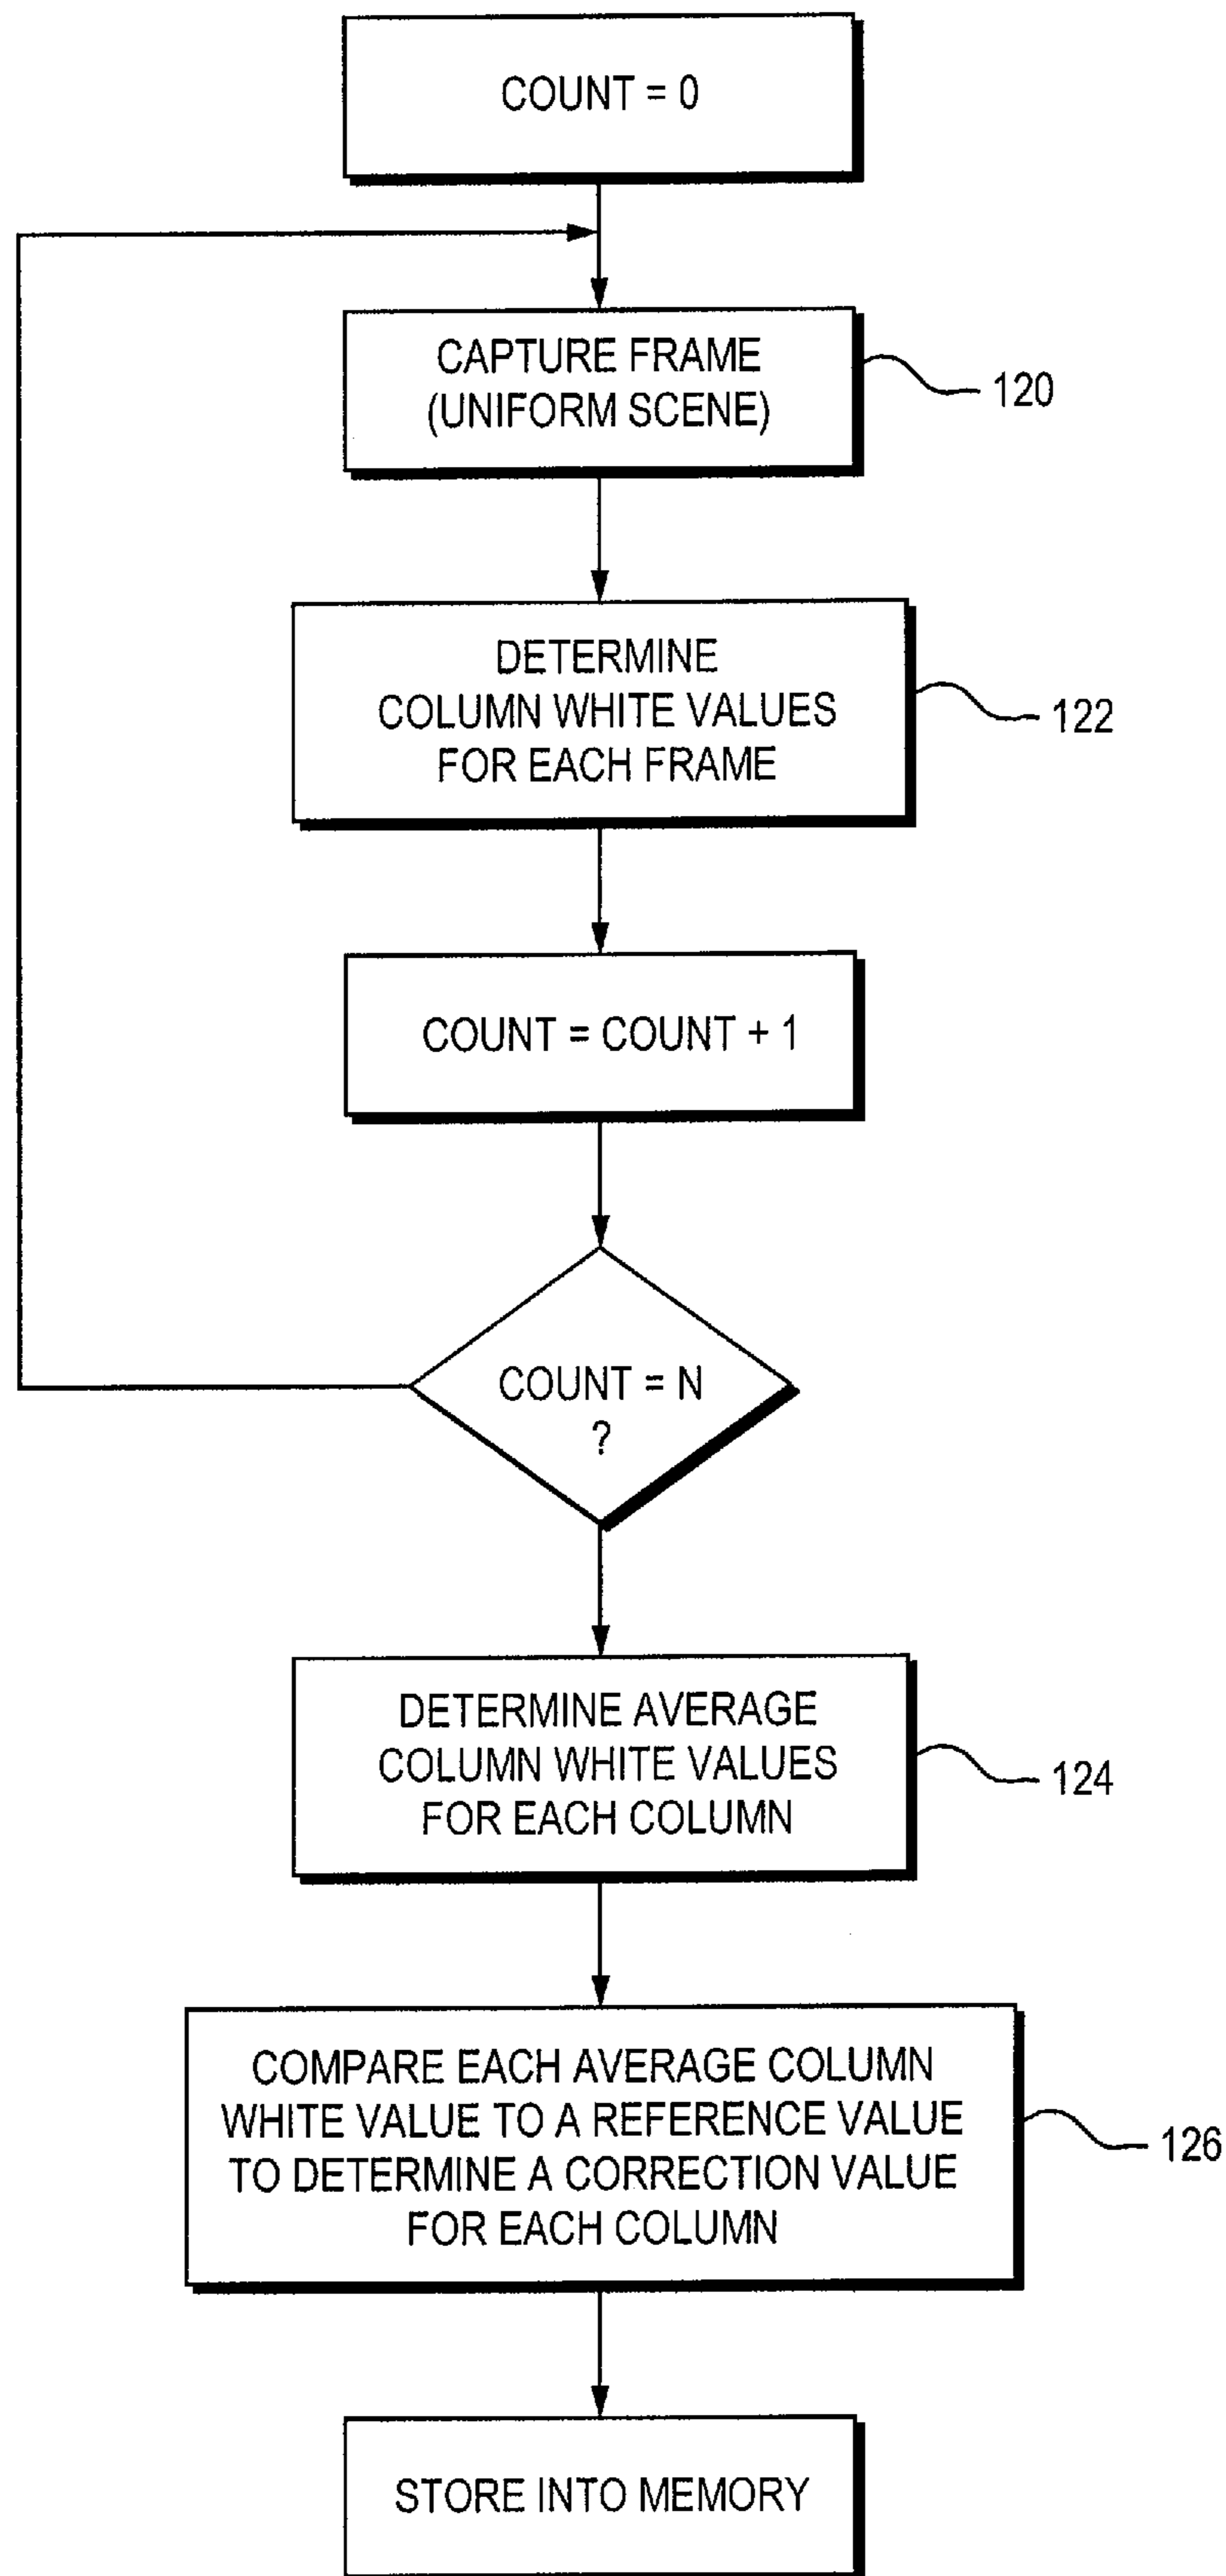 COUNT = 0
CAPTURE FRAME
(UNIFORM SCENE)
120
DETERMINE
COLUMN WHITE VALUES
FOR EACH FRAME
122
COUNT = COUNT + 1
COUNT = N
?
DETERMINE AVERAGE
COLUMN WHITE VALUES
FOR EACH COLUMN
124
COMPARE EACH AVERAGE COLUMN
WHITE VALUE TO A REFERENCE VALUE
TO DETERMINE A CORRECTION VALUE
FOR EACH COLUMN
126
STORE INTO MEMORY